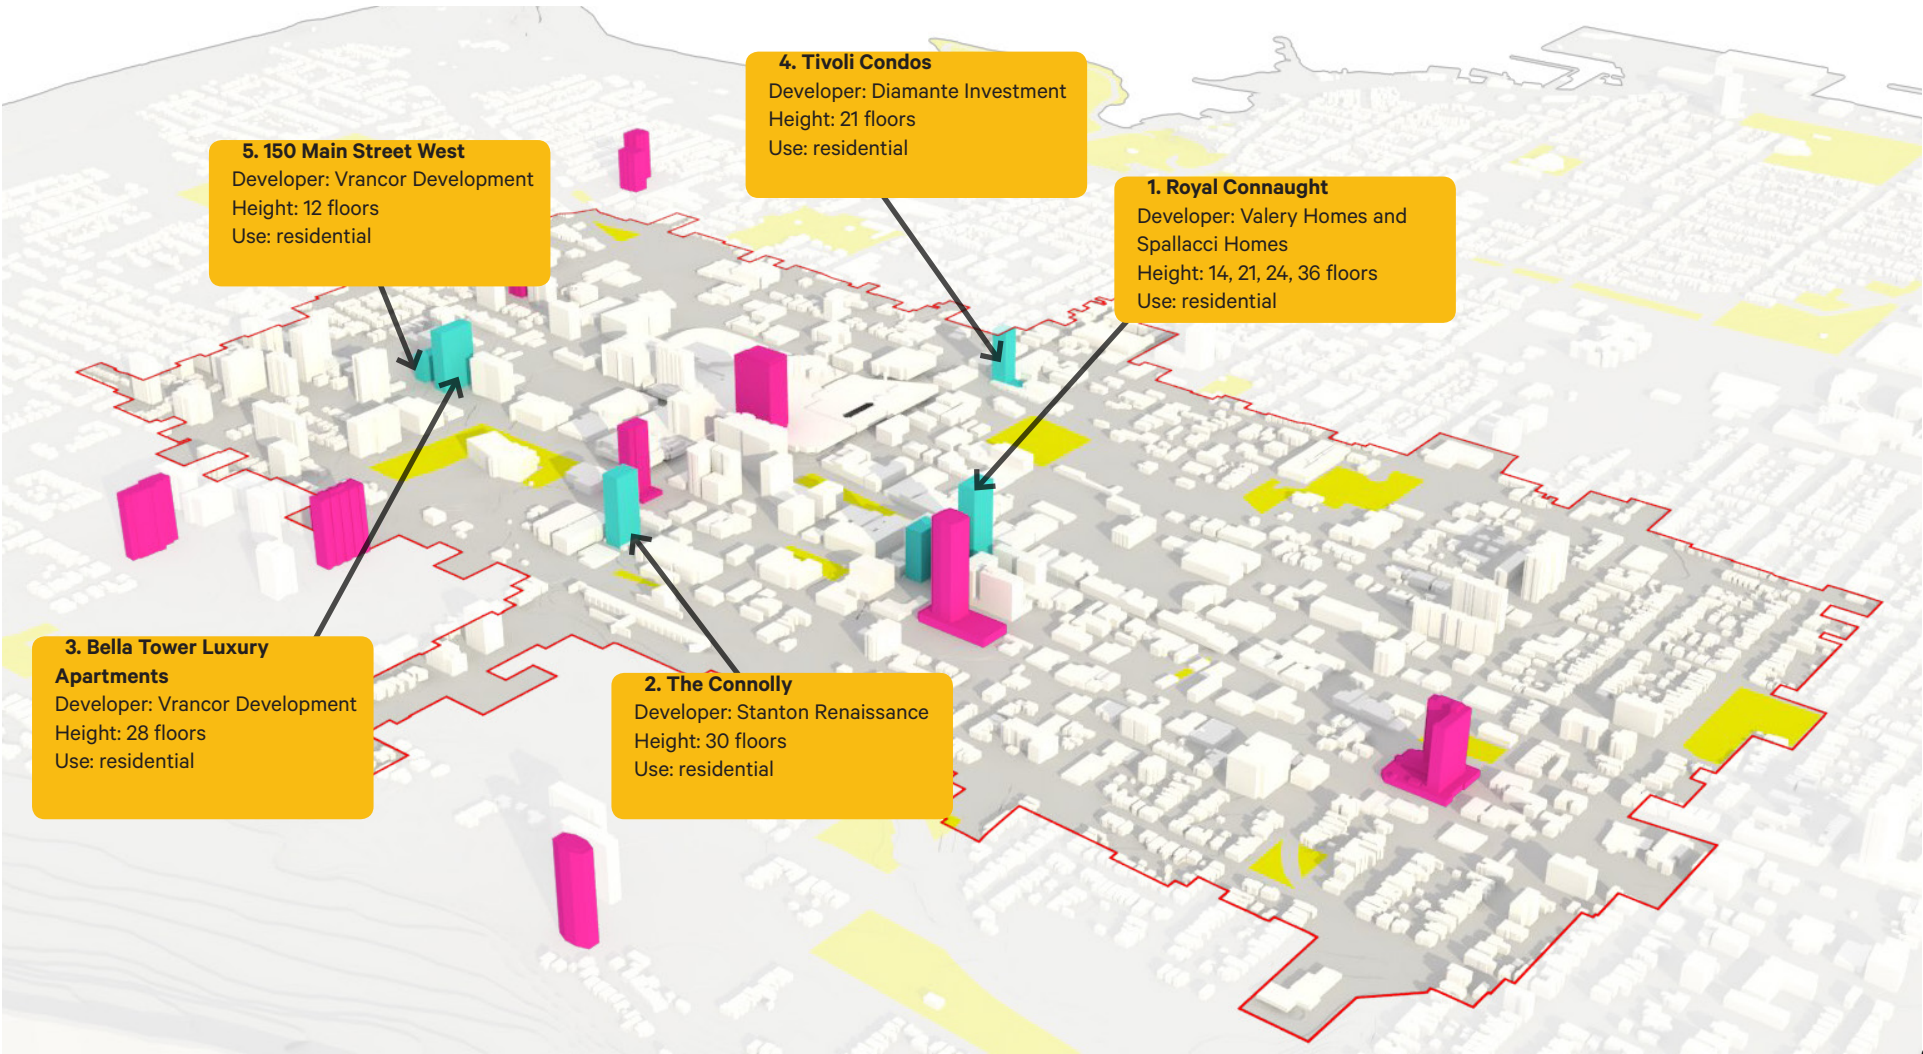 4. Tivoli Condos
Developer: Diamante Investment
Height: 21 floors
Use: residential
5. 150 Main Street West
Developer: Vrancor Development
Height: 12 floors
Use: residential
1. Royal Connaught
Developer: Valery Homes and
Spallacci Homes
Height: 14, 21, 24, 36 floors
Use: residential
3. Bella Tower Luxury
Apartments
Developer: Vrancor Development
Height: 28 floors
Use: residential
2. The Connolly
Developer: Stanton Renaissance
Height: 30 floors
Use: residential